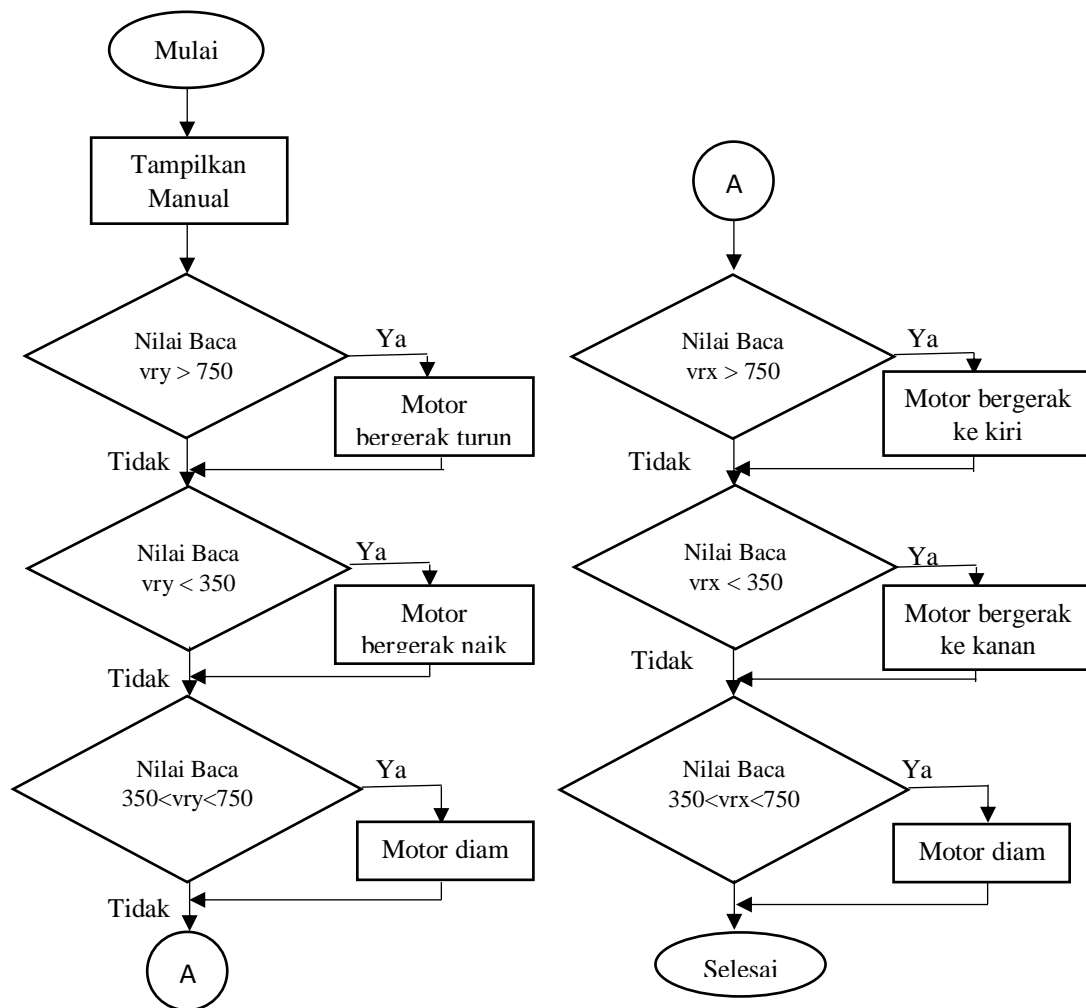 Mulai
Tampilkan
Manual
Nilai Baca
vry > 750
Ya
Motor
bergerak turun
Tidak
Nilai Baca
vry < 350
Ya
Motor
bergerak naik
Tidak
Nilai Baca
350<vry<750
Ya
Motor diam
Tidak
A
A
Nilai Baca
vrx > 750
Ya
Motor bergerak
ke kiri
Tidak
Nilai Baca
vrx < 350
Ya
Motor bergerak
ke kanan
Tidak
Nilai Baca
350<vrx<750
Ya
Motor diam
Selesai